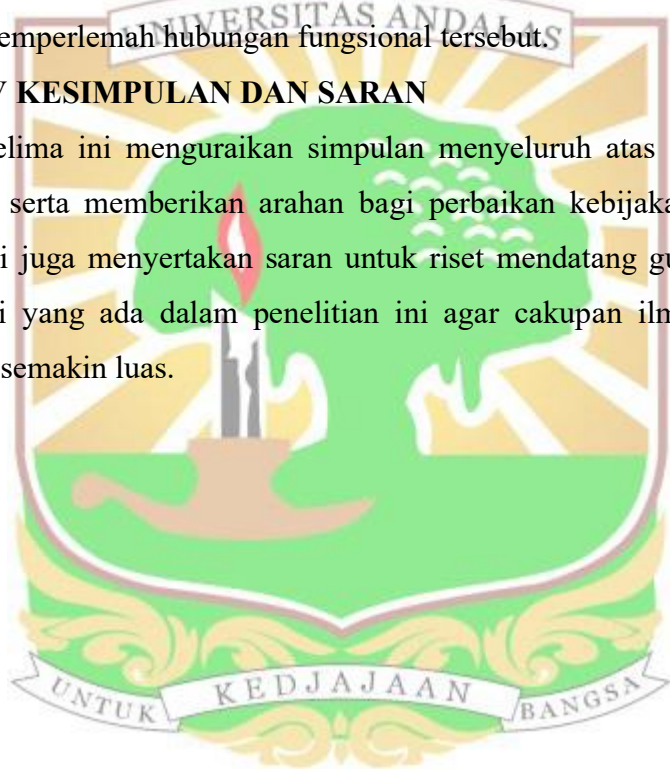 UNIVERSITAS ANDALAS
emperlemah hubungan fungsional tersebut.
V KESIMPULAN DAN SARAN
elima ini menguraikan simpulan menyeluruh atas
serta memberikan arahan bagi perbaikan kebijaka
i juga menyertakan saran untuk riset mendatang gu
i yang ada dalam penelitian ini agar cakupan ilm
semakin luas.
UNTUK KEDJAJAAN BANGSA